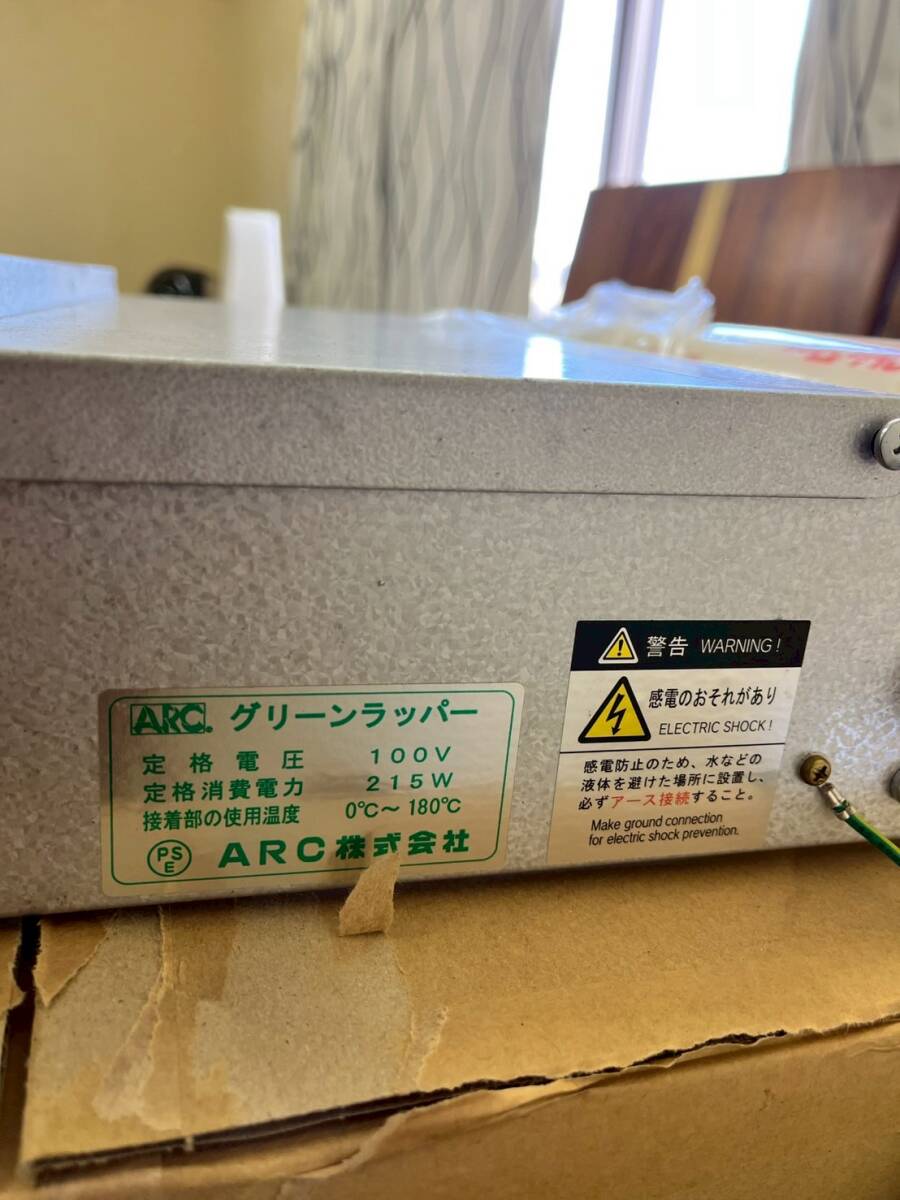 ARC. グリーンラッパー
定格電圧 100V
定格消費電力 215W
接着部の使用温度 0℃～180℃
PSE ARC株式会社
警告 WARNING!
感電のおそれがあり
ELECTRIC SHOCK!
感電防止のため、水などの
液体を避けた場所に設置し、
必ずアース接続すること。
Make ground connection
for electric shock prevention.